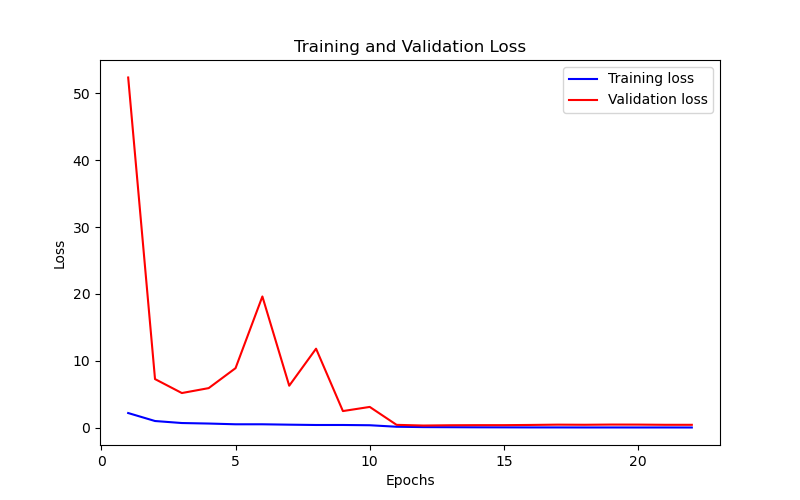 Training and Validation Loss
Training loss
Validation loss
50
40
30
20
10
0
Loss
0 5 10 15 20
Epochs